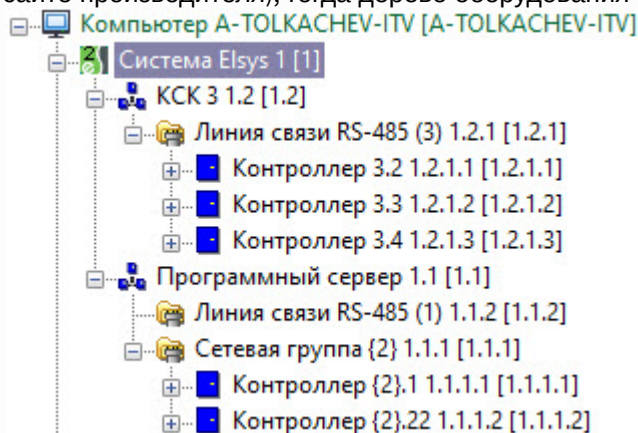 сайте производителя), тогда дерево оборудования
Компьютер A-TOLKACHEV-ITV [A-TOLKACHEV-ITV]
Система Elsys 1 [1]
КСК 3 1.2 [1.2]
Линия связи RS-485 (3) 1.2.1 [1.2.1]
Контроллер 3.2 1.2.1.1 [1.2.1.1]
Контроллер 3.3 1.2.1.2 [1.2.1.2]
Контроллер 3.4 1.2.1.3 [1.2.1.3]
Программный сервер 1.1 [1.1]
Линия связи RS-485 (1) 1.1.2 [1.1.2]
Сетевая группа {2} 1.1.1 [1.1.1]
Контроллер {2}.1 1.1.1.1 [1.1.1.1]
Контроллер {2}.22 1.1.1.2 [1.1.1.2]